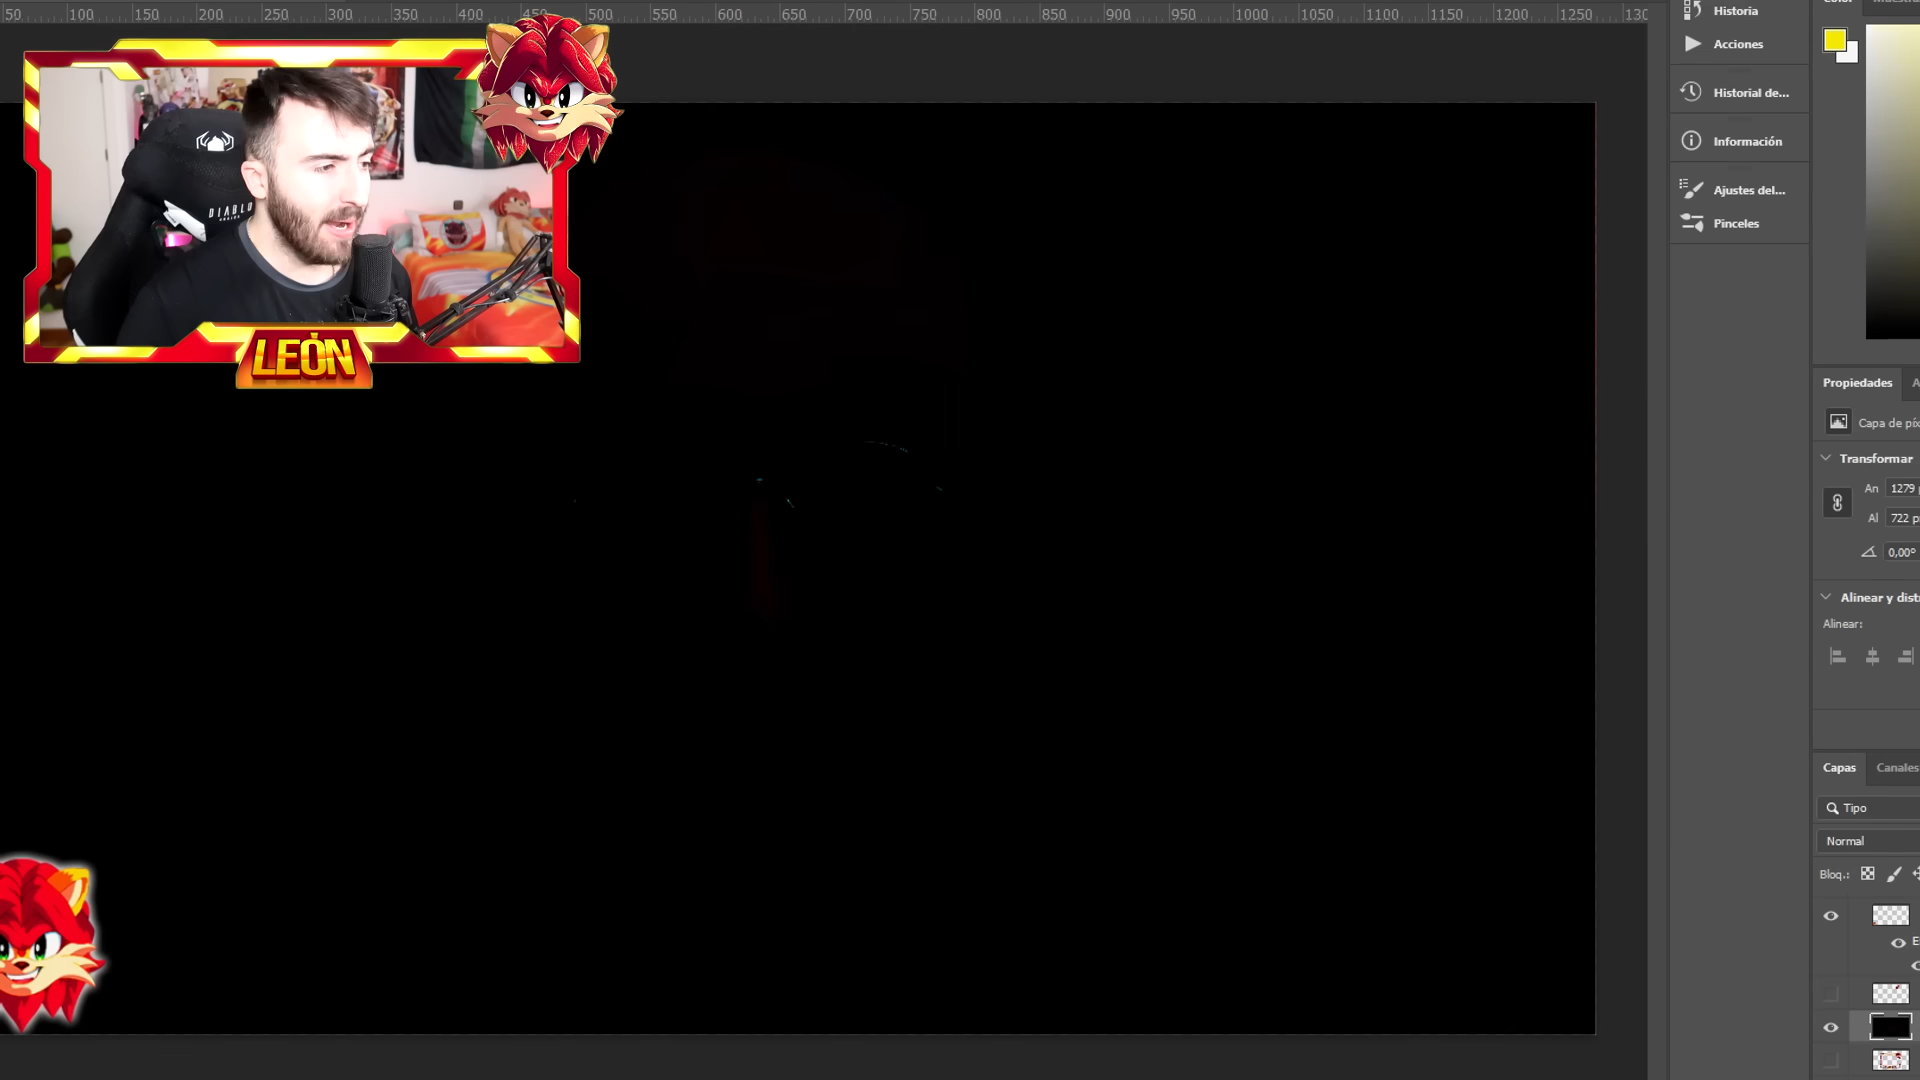 50 100 150 200 250 300 350 400 450 500 550 600 650 700 750 800 850 900 950 1000 1050 1100 1150 1200 1250 130
Historia
Acciones
Historial de...
Información
Ajustes del...
Pinceles
DIABLO
LEÓN
Color
Propiedades
A
Capa de píx
Transformar
An 1279 p
Al 722 p
0,00°
Alinear y dist
Alinear:
Capas Canales
Tipo
Normal
Bloq.: